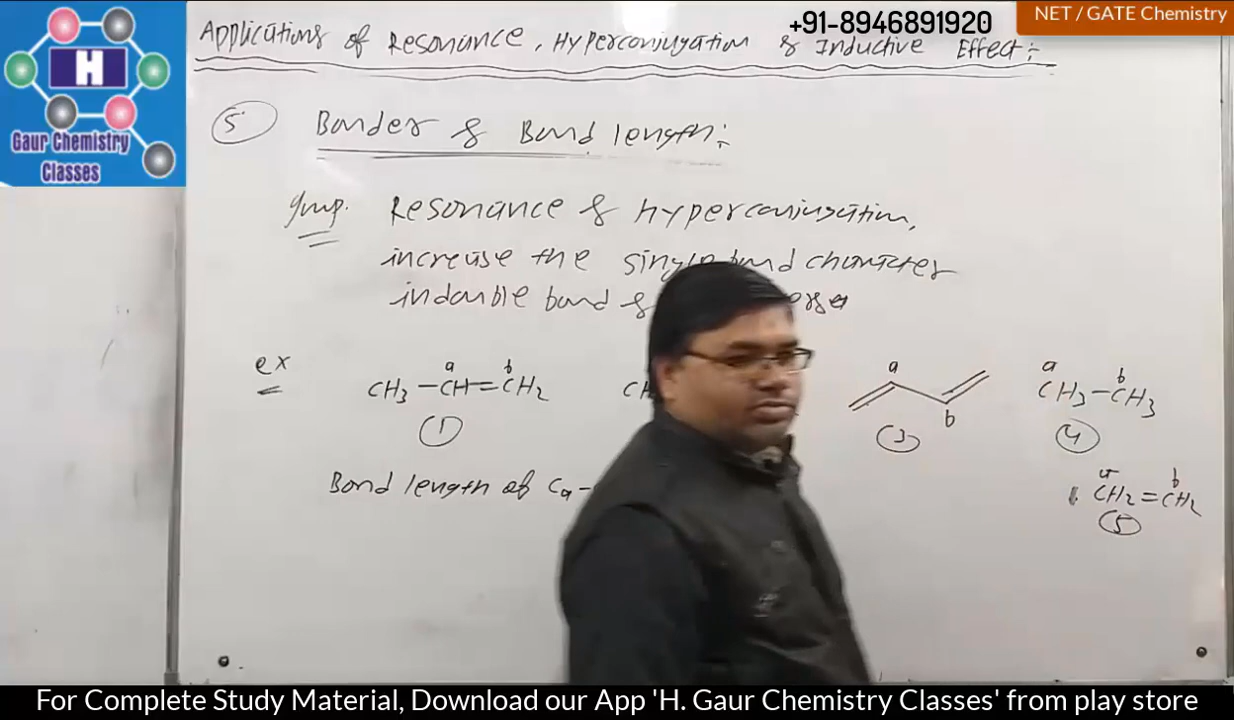 +91-8946891920
NET / GATE Chemistry
Applications of Resonance, Hyperconjugation & Inductive Effect:-
H
Gaur Chemistry
Classes
5 Border & Bond length:-
Imp. Resonance & hyperconjugation,
increase the single bond character
in double bond &
ex
CH3-CH=CH2 a b
1
CH
a b
3
CH3-CH3 a b
4
Bond length of Ca-
CH2=CH2 a b
5
For Complete Study Material, Download our App 'H. Gaur Chemistry Classes' from play store